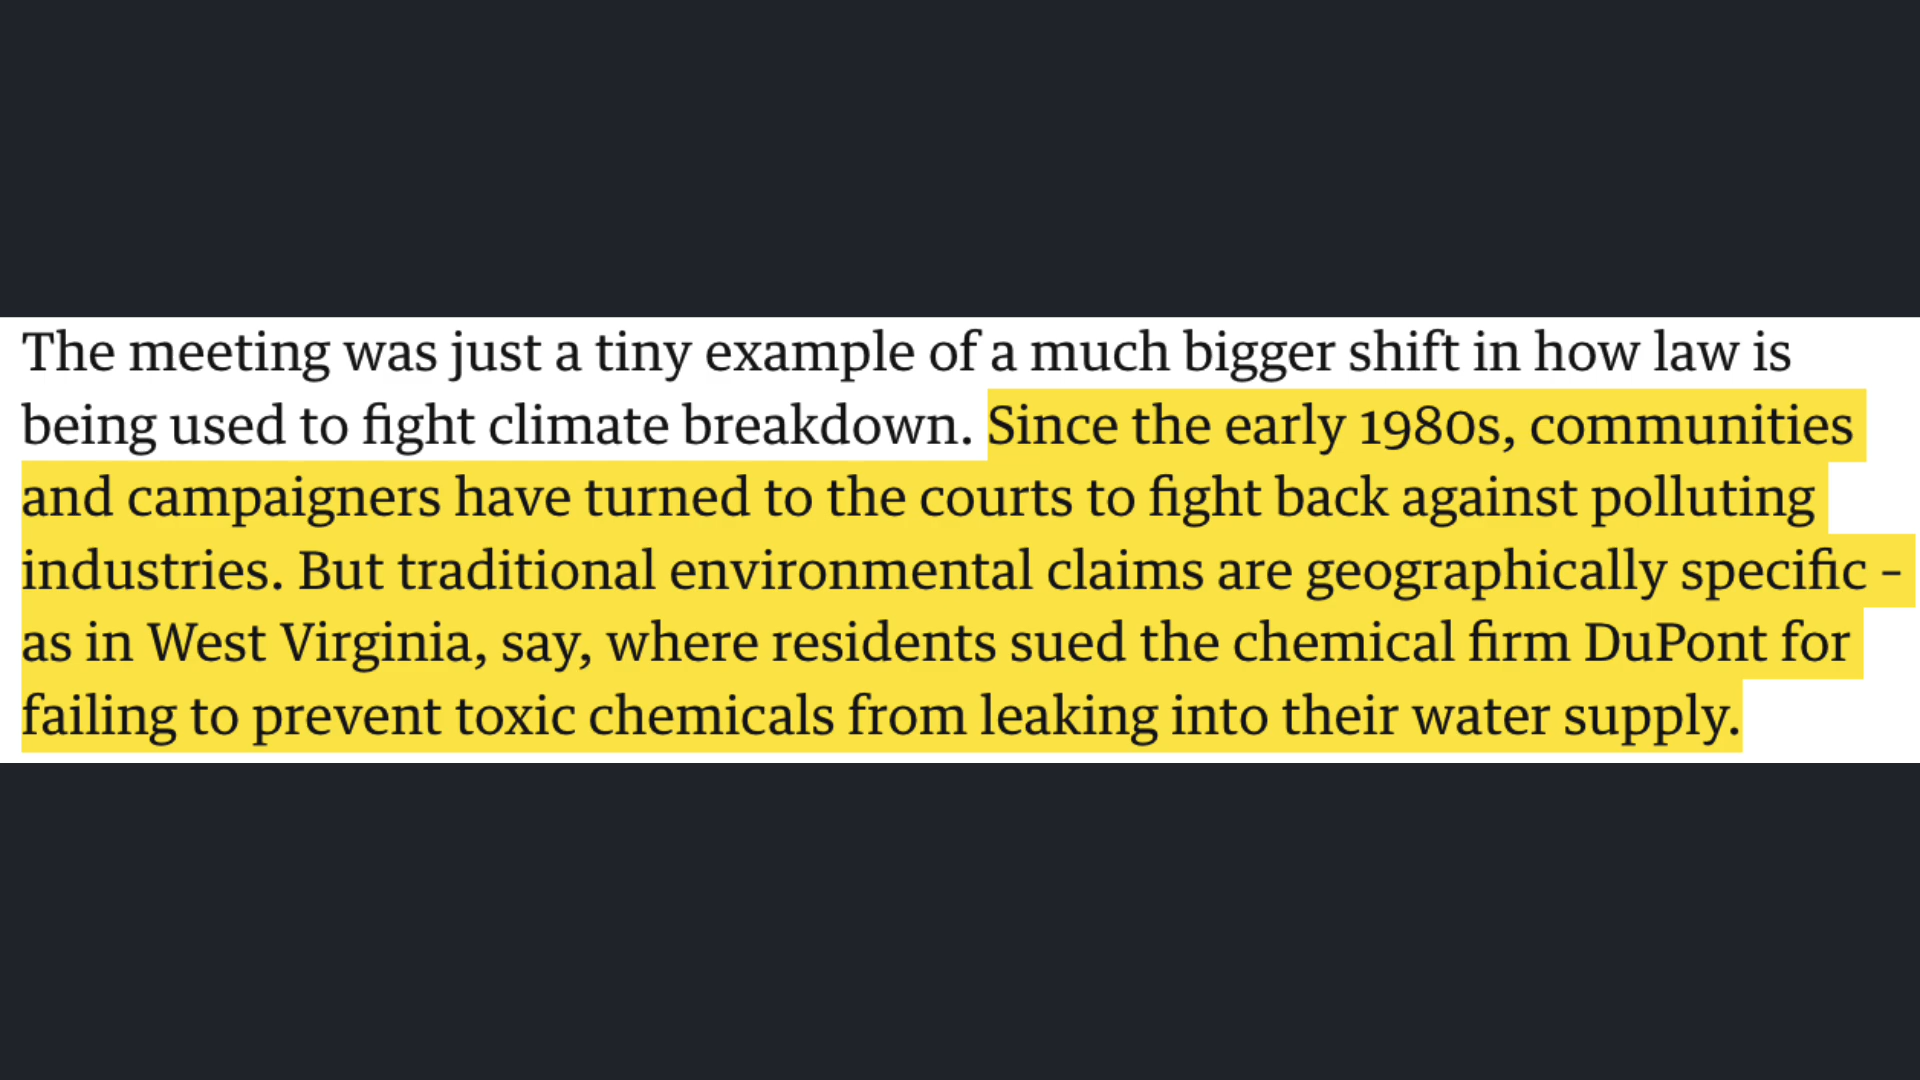 The meeting was just a tiny example of a much bigger shift in how law is
being used to fight climate breakdown. Since the early 1980s, communities
and campaigners have turned to the courts to fight back against polluting
industries. But traditional environmental claims are geographically specific –
as in West Virginia, say, where residents sued the chemical firm DuPont for
failing to prevent toxic chemicals from leaking into their water supply.